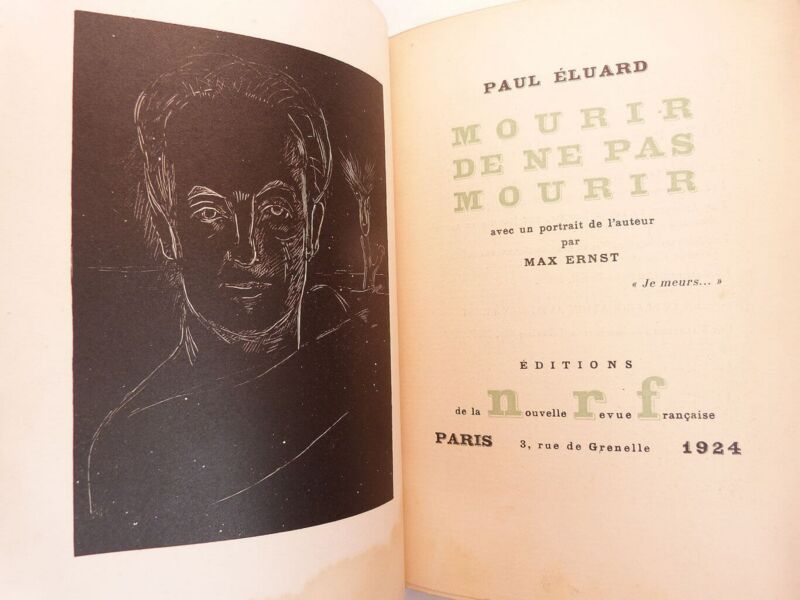 PAUL ÉLUARD
MOURIR
DE NE PAS
MOURIR
avec un portrait de l'auteur
par
MAX ERNST
« Je meurs... »
ÉDITIONS
de la nouvelle revue française
PARIS 3, rue de Grenelle 1924